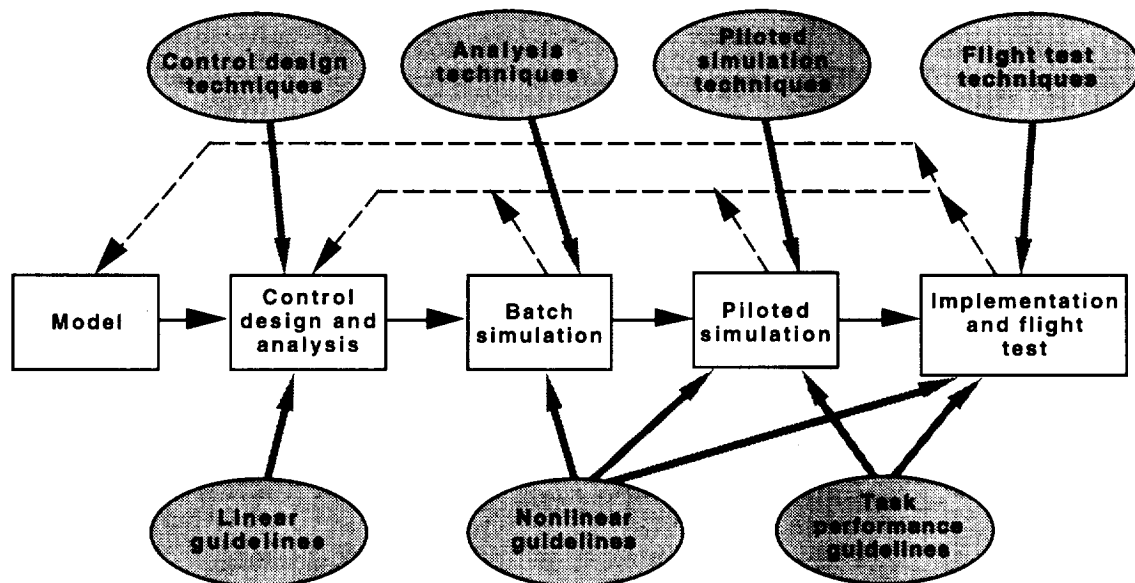 Control design
techniques
Analysis
techniques
Piloted
simulation
techniques
Flight test
techniques
Model
Control
design and
analysis
Batch
simulation
Piloted
simulation
Implementation
and flight
test
Linear
guidelines
Nonlinear
guidelines
Task
performance
guidelines